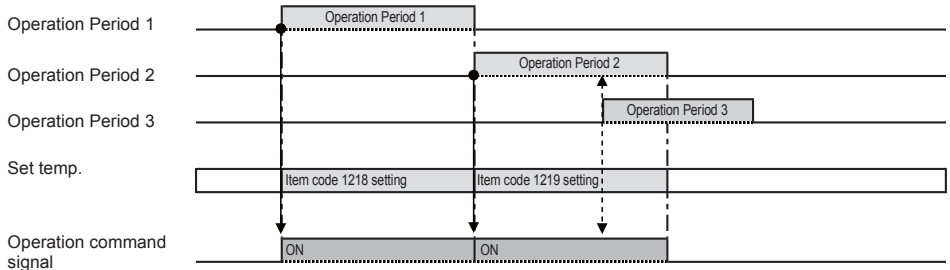 Operation Period 1
Operation Period 1
Operation Period 2
Operation Period 2
Operation Period 3
Operation Period 3
Set temp.
Item code 1218 setting
Item code 1219 setting
Operation command
signal
ON
ON